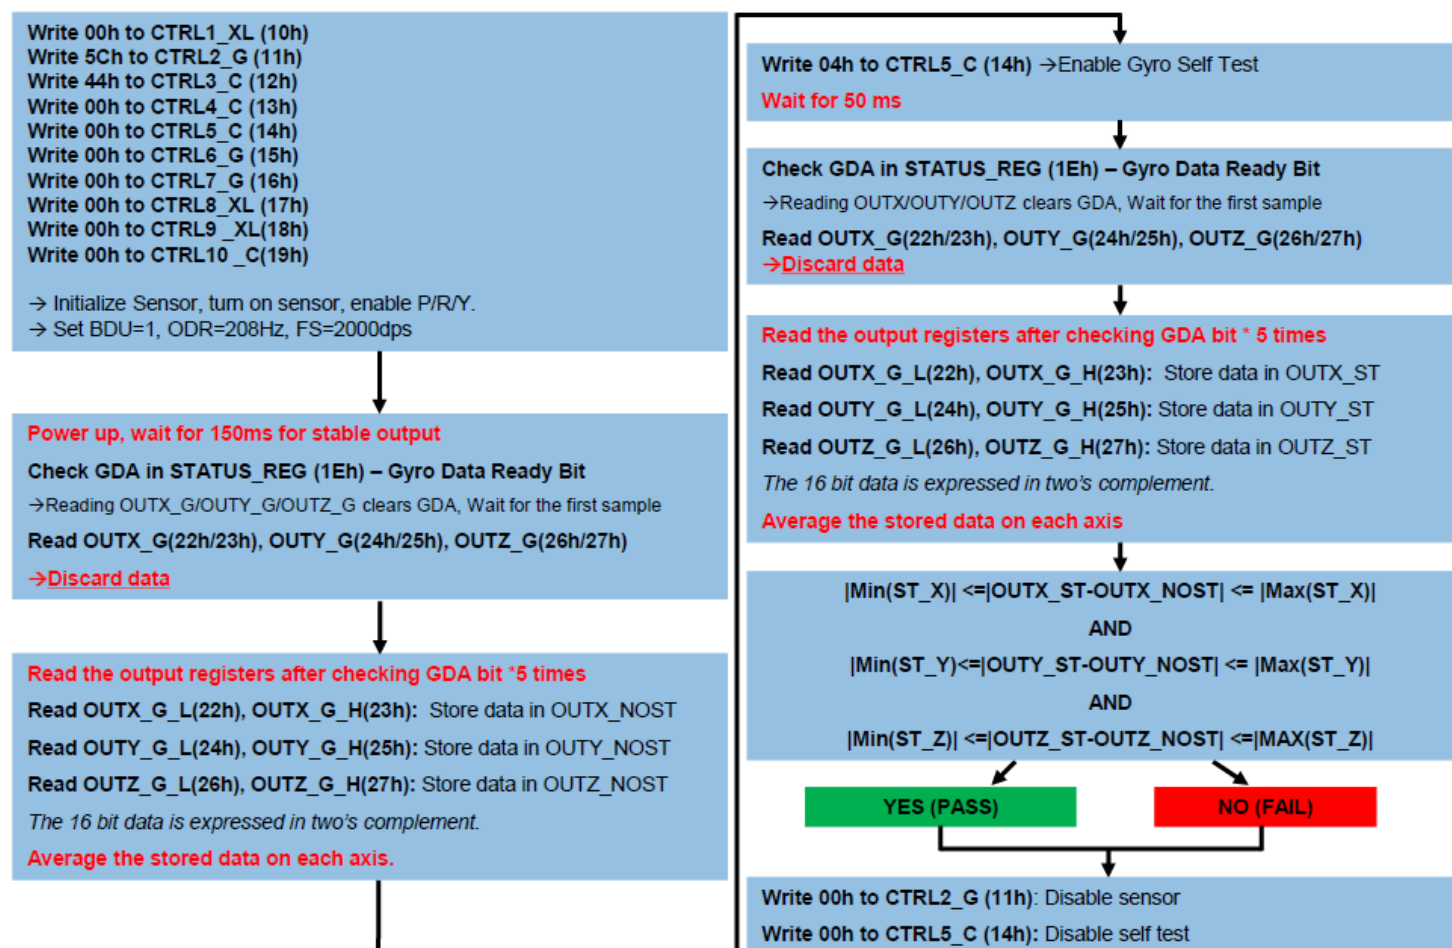 Write 00h to CTRL1_XL (10h)
Write 5Ch to CTRL2_G (11h)
Write 44h to CTRL3_C (12h)
Write 00h to CTRL4_C (13h)
Write 00h to CTRL5_C (14h)
Write 00h to CTRL6_G (15h)
Write 00h to CTRL7_G (16h)
Write 00h to CTRL8_XL (17h)
Write 00h to CTRL9 _XL(18h)
Write 00h to CTRL10 _C(19h)
→ Initialize Sensor, turn on sensor, enable P/R/Y.
→ Set BDU=1, ODR=208Hz, FS=2000dps
Power up, wait for 150ms for stable output
Check GDA in STATUS_REG (1Eh) – Gyro Data Ready Bit
→Reading OUTX_G/OUTY_G/OUTZ_G clears GDA, Wait for the first sample
Read OUTX_G(22h/23h), OUTY_G(24h/25h), OUTZ_G(26h/27h)
→Discard data
Read the output registers after checking GDA bit *5 times
Read OUTX_G_L(22h), OUTX_G_H(23h): Store data in OUTX_NOST
Read OUTY_G_L(24h), OUTY_G_H(25h): Store data in OUTY_NOST
Read OUTZ_G_L(26h), OUTZ_G_H(27h): Store data in OUTZ_NOST
The 16 bit data is expressed in two's complement.
Average the stored data on each axis.
Write 04h to CTRL5_C (14h) →Enable Gyro Self Test
Wait for 50 ms
Check GDA in STATUS_REG (1Eh) – Gyro Data Ready Bit
→Reading OUTX/OUTY/OUTZ clears GDA, Wait for the first sample
Read OUTX_G(22h/23h), OUTY_G(24h/25h), OUTZ_G(26h/27h)
→Discard data
Read the output registers after checking GDA bit * 5 times
Read OUTX_G_L(22h), OUTX_G_H(23h): Store data in OUTX_ST
Read OUTY_G_L(24h), OUTY_G_H(25h): Store data in OUTY_ST
Read OUTZ_G_L(26h), OUTZ_G_H(27h): Store data in OUTZ_ST
The 16 bit data is expressed in two's complement.
Average the stored data on each axis
|Min(ST_X)| <=|OUTX_ST-OUTX_NOST| <= |Max(ST_X)|
AND
|Min(ST_Y)<=|OUTY_ST-OUTY_NOST| <= |Max(ST_Y)|
AND
|Min(ST_Z)| <=|OUTZ_ST-OUTZ_NOST| <=|MAX(ST_Z)|
YES (PASS)
NO (FAIL)
Write 00h to CTRL2_G (11h): Disable sensor
Write 00h to CTRL5_C (14h): Disable self test